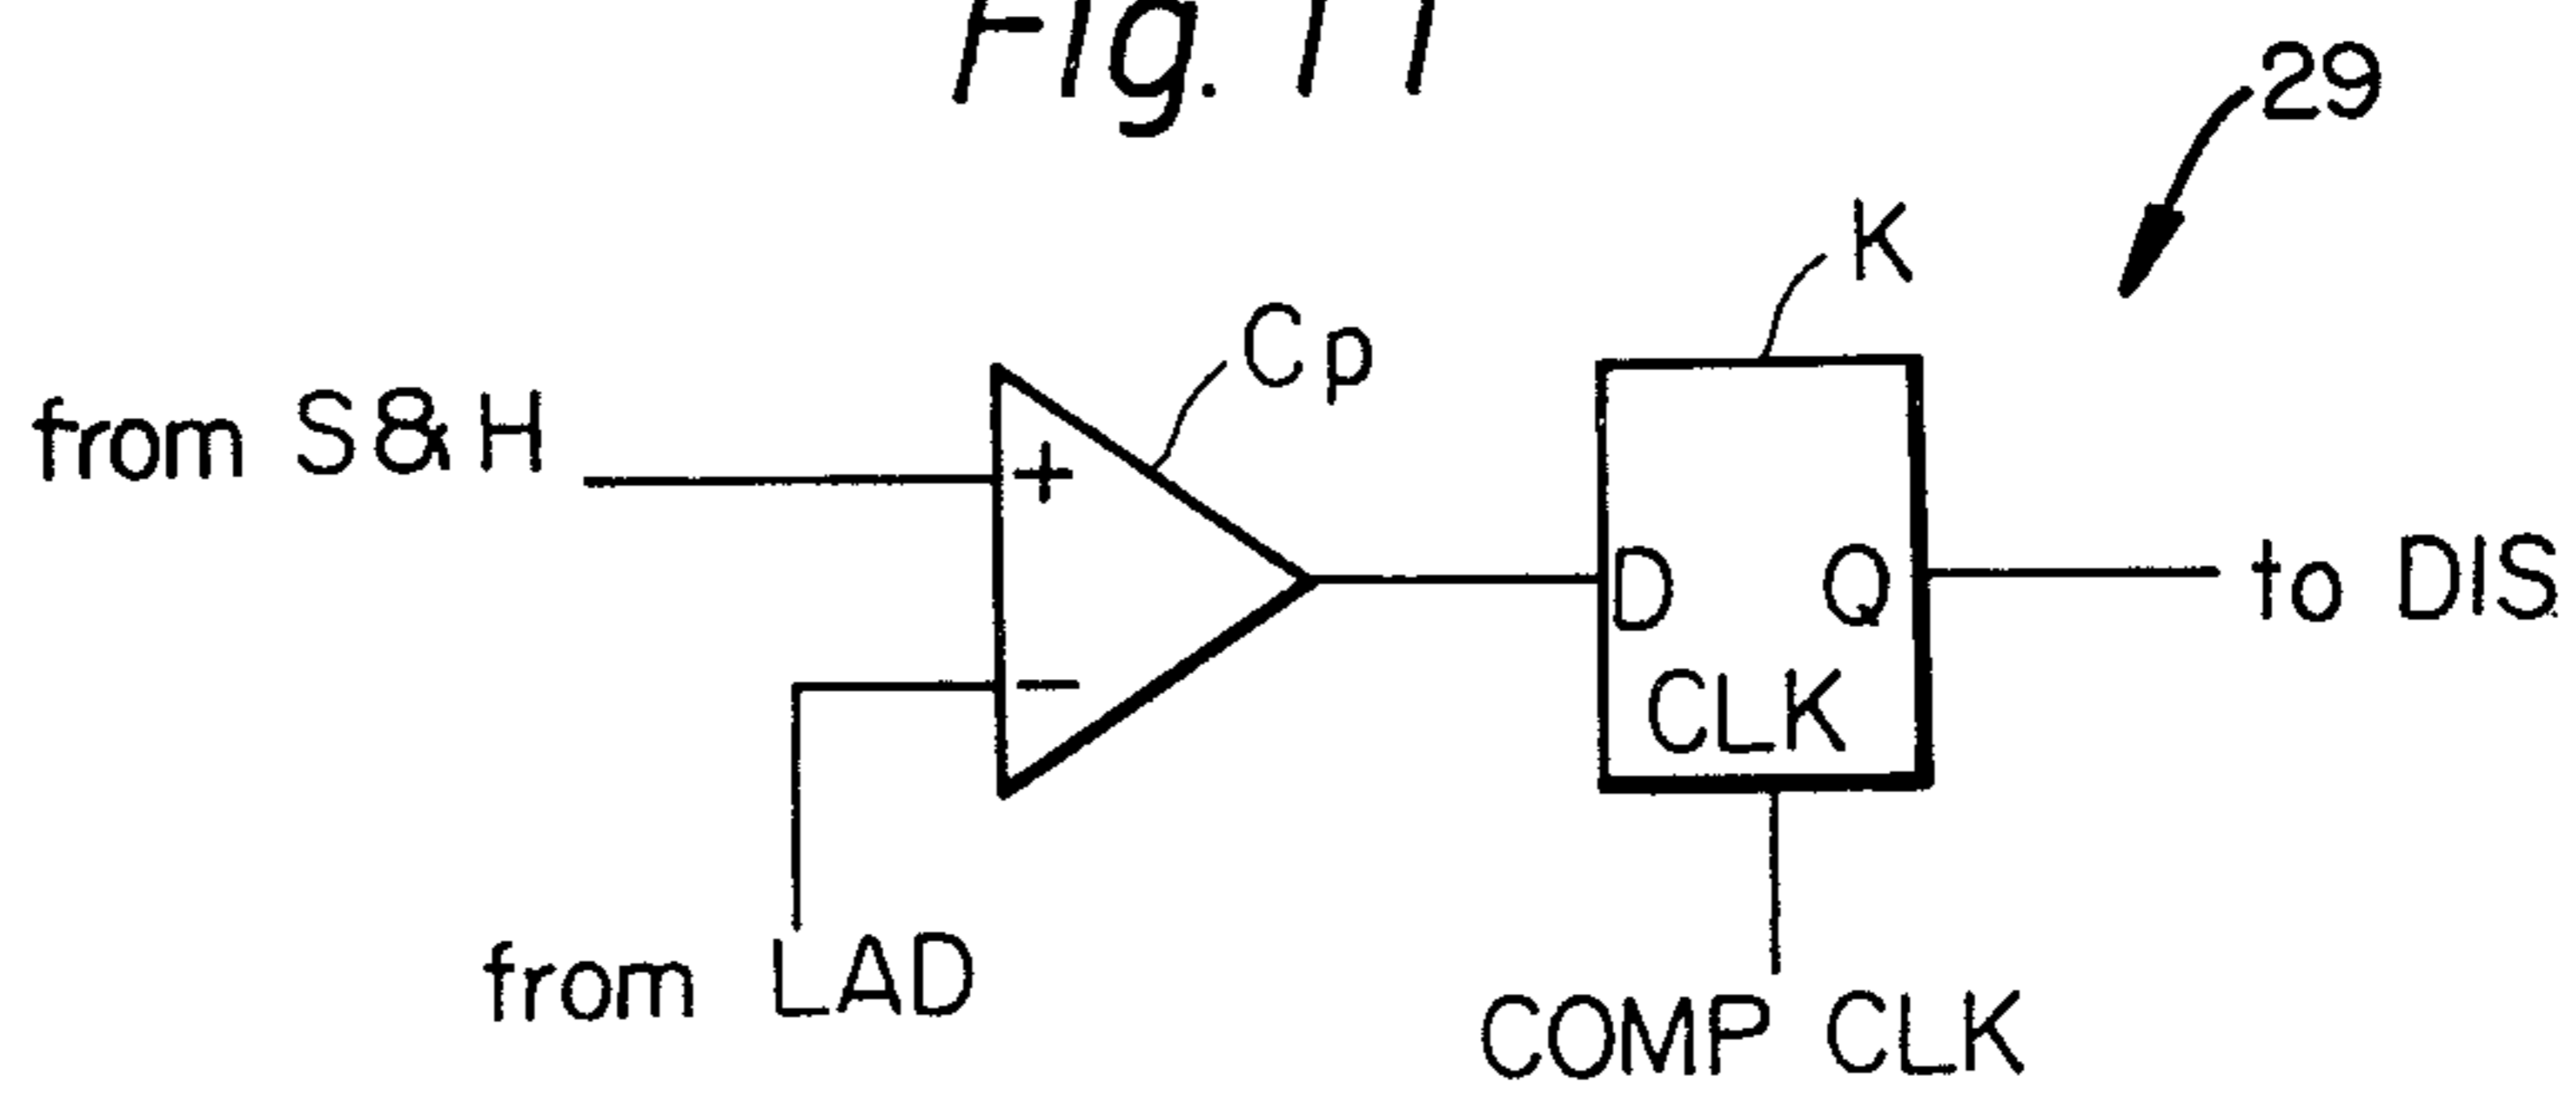 Fig. 11
29
K
Cp
from S&H
+
D
Q
to DIS
−
CLK
from LAD
COMP CLK